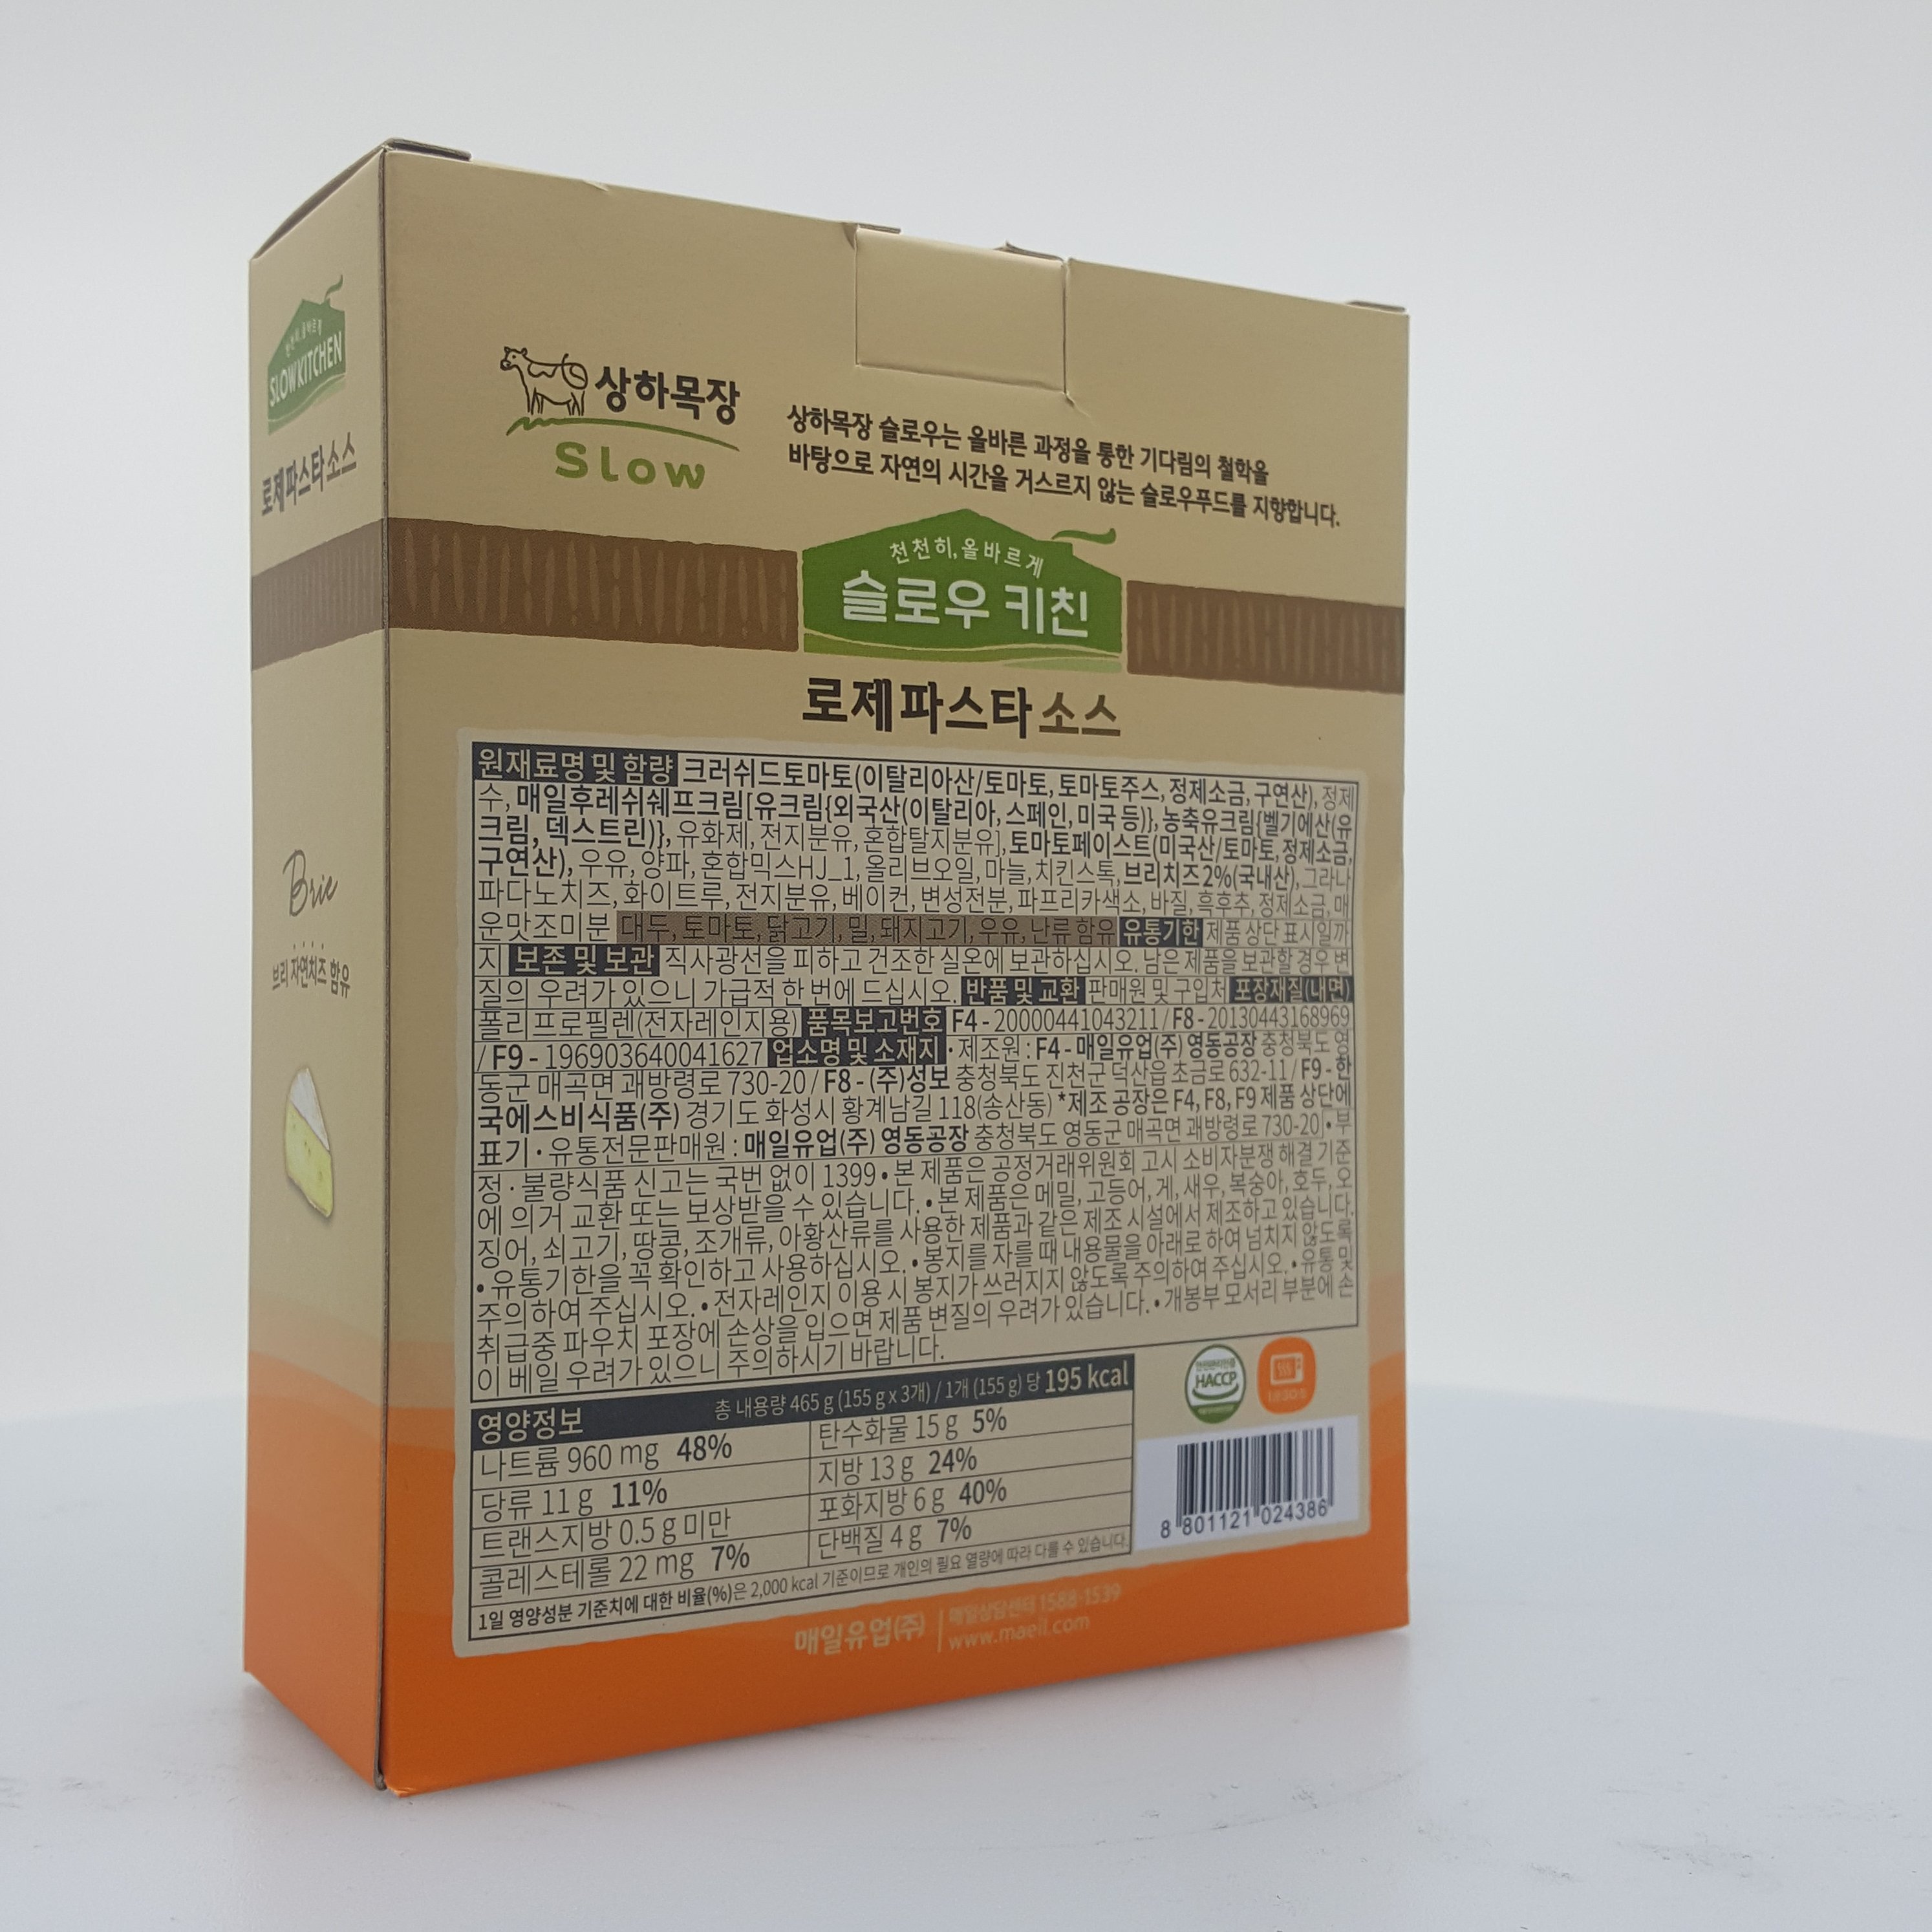 천천히, 올바르게
SLOWKITCHEN
로제파스타소스
Brie
브리 자연치즈 함유
상하목장
Slow
상하목장 슬로우는 올바른 과정을 통한 기다림의 철학을
바탕으로 자연의 시간을 거스르지 않는 슬로우푸드를 지향합니다.
천천히, 올바르게
슬로우 키친
로제파스타소스
원재료명 및 함량 크러쉬드토마토(이탈리아산/토마토, 토마토주스, 정제소금, 구연산), 정제
수, 매일후레쉬쉐프크림[유크림{외국산(이탈리아, 스페인, 미국 등)}, 농축유크림{벨기에산(유
크림, 덱스트린)}, 유화제, 전지분유, 혼합탈지분유], 토마토페이스트(미국산/토마토, 정제소금,
구연산), 우유, 양파, 혼합믹스HJ_1, 올리브오일, 마늘, 치킨스톡, 브리치즈2%(국내산), 그라나
파다노치즈, 화이트루, 전지분유, 베이컨, 변성전분, 파프리카색소, 바질, 흑후추, 정제소금, 매
운맛조미분 대두, 토마토, 닭고기, 밀, 돼지고기, 우유, 난류 함유 유통기한 제품 상단 표시일까
지 보존 및 보관 직사광선을 피하고 건조한 실온에 보관하십시오. 남은 제품을 보관할 경우 변
질의 우려가 있으니 가급적 한 번에 드십시오. 반품 및 교환 판매원 및 구입처 포장재질(내면)
폴리프로필렌(전자레인지용) 품목보고번호 F4 - 20000441043211 / F8 - 20130443168969
/ F9 - 196903640041627 업소명 및 소재지 • 제조원 : F4 - 매일유업(주) 영동공장 충청북도 영
동군 매곡면 괘방령로 730-20 / F8 - (주)성보 충청북도 진천군 덕산읍 초금로 632-11 / F9 - 한
국에스비식품(주) 경기도 화성시 황계남길 118(송산동) *제조 공장은 F4, F8, F9 제품 상단에
표기 • 유통전문판매원 : 매일유업(주) 영동공장 충청북도 영동군 매곡면 괘방령로 730-20 • 부
정 · 불량식품 신고는 국번 없이 1399 • 본 제품은 공정거래위원회 고시 소비자분쟁 해결 기준
에 의거 교환 또는 보상받을 수 있습니다. • 본 제품은 메밀, 고등어, 게, 새우, 복숭아, 호두, 오
징어, 쇠고기, 땅콩, 조개류, 아황산류를 사용한 제품과 같은 제조 시설에서 제조하고 있습니다.
• 유통기한을 꼭 확인하고 사용하십시오. • 봉지를 자를 때 내용물을 아래로 하여 넘치지 않도록
주의하여 주십시오. • 전자레인지 이용 시 봉지가 쓰러지지 않도록 주의하여 주십시오. • 유통 및
취급중 파우치 포장에 손상을 입으면 제품 변질의 우려가 있습니다. • 개봉부 모서리 부분에 손
이 베일 우려가 있으니 주의하시기 바랍니다.
영양정보 총 내용량 465 g (155 g x 3개) / 1개 (155 g) 당 195 kcal
나트륨 960 mg 48% 탄수화물 15 g 5%
당류 11 g 11% 지방 13 g 24%
트랜스지방 0.5 g 미만 포화지방 6 g 40%
콜레스테롤 22 mg 7% 단백질 4 g 7%
1일 영양성분 기준치에 대한 비율(%)은 2,000 kcal 기준이므로 개인의 필요 열량에 따라 다를 수 있습니다.
HACCP
8 801121 024386
매일유업(주) 매일상담센터 1588-1539
www.maeil.com